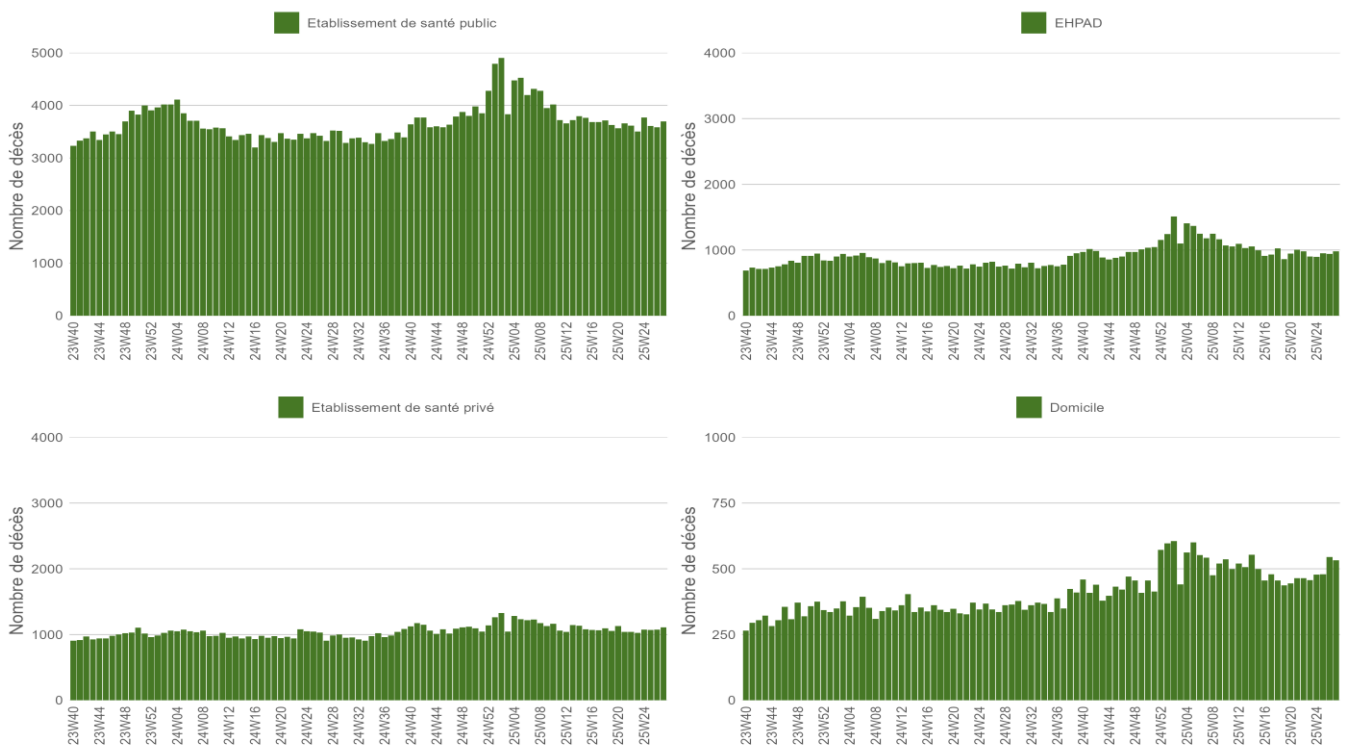 Etablissement de santé public
Nombre de décès
5000
4000
3000
2000
1000
0
23W40 23W44 23W48 23W52 24W04 24W08 24W12 24W16 24W20 24W24 24W28 24W32 24W36 24W40 24W44 24W48 24W52 25W04 25W08 25W12 25W16 25W20 25W24
EHPAD
Nombre de décès
4000
3000
2000
1000
0
23W40 23W44 23W48 23W52 24W04 24W08 24W12 24W16 24W20 24W24 24W28 24W32 24W36 24W40 24W44 24W48 24W52 25W04 25W08 25W12 25W16 25W20 25W24
Etablissement de santé privé
Nombre de décès
4000
3000
2000
1000
0
23W40 23W44 23W48 23W52 24W04 24W08 24W12 24W16 24W20 24W24 24W28 24W32 24W36 24W40 24W44 24W48 24W52 25W04 25W08 25W12 25W16 25W20 25W24
Domicile
Nombre de décès
1000
750
500
250
0
23W40 23W44 23W48 23W52 24W04 24W08 24W12 24W16 24W20 24W24 24W28 24W32 24W36 24W40 24W44 24W48 24W52 25W04 25W08 25W12 25W16 25W20 25W24